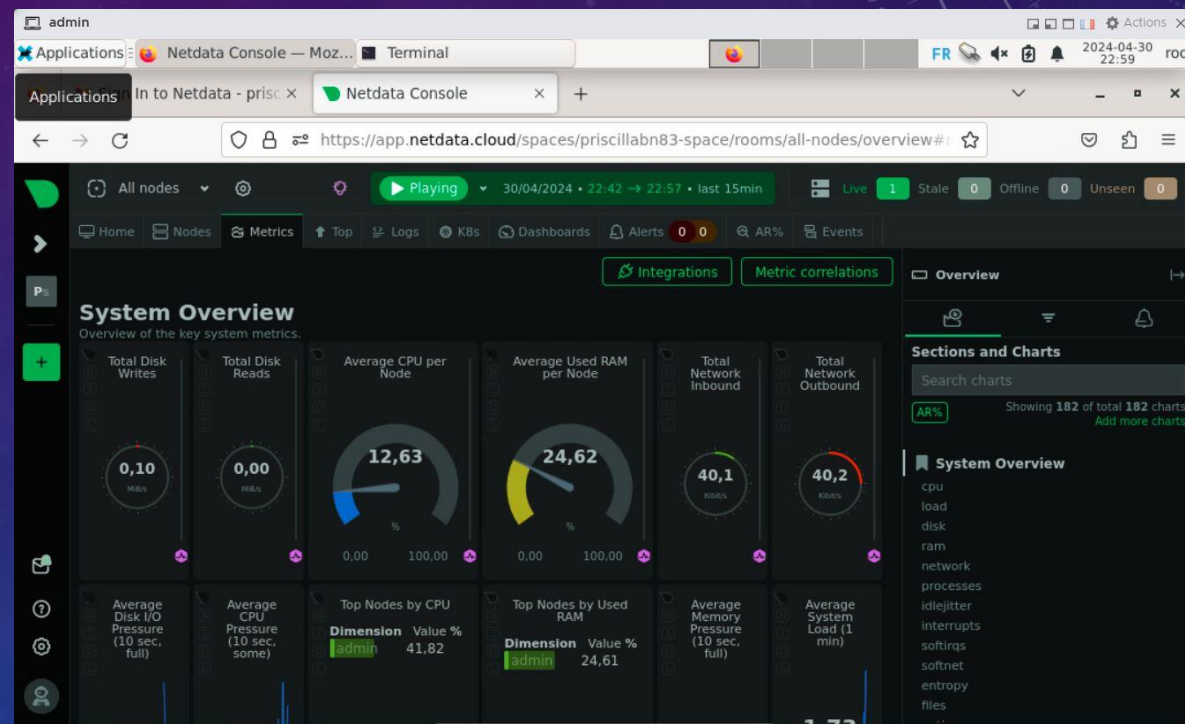 admin
Actions
Applications
Netdata Console — Moz...
Terminal
FR
2024-04-30
22:59
Applications
In to Netdata - prisc
Netdata Console
https://app.netdata.cloud/spaces/priscillabn83-space/rooms/all-nodes/overview#
All nodes
Playing
30/04/2024 • 22:42 → 22:57 • last 15min
Live 1 Stale 0 Offline 0 Unseen 0
Home Nodes Metrics Top Logs K8s Dashboards Alerts 0 0 AR% Events
Integrations
Metric correlations
Overview
System Overview
Overview of the key system metrics.
Total Disk
Writes
0,10
MiB/s
Total Disk
Reads
0,00
MiB/s
Average CPU per
Node
12,63
%
0,00 100,00
Average Used RAM
per Node
24,62
%
0,00 100,00
Total
Network
Inbound
40,1
Kibit/s
Total
Network
Outbound
40,2
Kibit/s
Average
Disk I/O
Pressure
(10 sec,
full)
Average
CPU
Pressure
(10 sec,
some)
Top Nodes by CPU
Dimension Value %
admin 41,82
Top Nodes by Used
RAM
Dimension Value %
admin 24,61
Average
Memory
Pressure
(10 sec,
full)
Average
System
Load (1
min)
Sections and Charts
Search charts
AR%
Showing 182 of total 182 charts
Add more charts
System Overview
cpu
load
disk
ram
network
processes
idlejitter
interrupts
softirqs
softnet
entropy
files